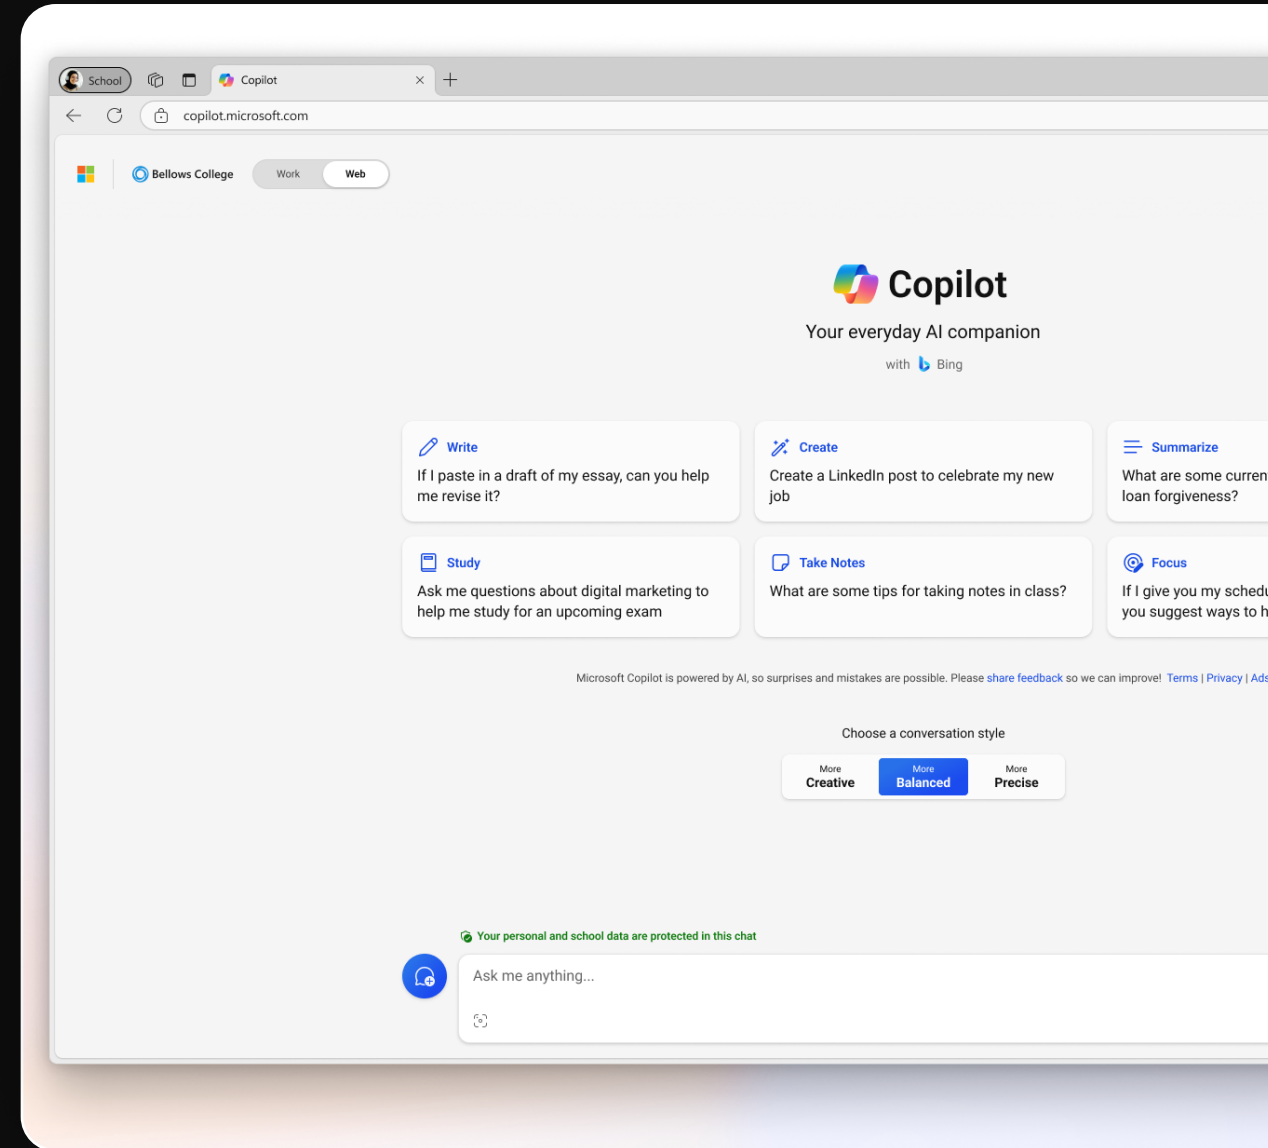 School
Copilot
copilot.microsoft.com
Bellows College
Work
Web
Copilot
Your everyday AI companion
with Bing
Write
If I paste in a draft of my essay, can you help
me revise it?
Create
Create a LinkedIn post to celebrate my new
job
Summarize
What are some curren
loan forgiveness?
Study
Ask me questions about digital marketing to
help me study for an upcoming exam
Take Notes
What are some tips for taking notes in class?
Focus
If I give you my schedu
you suggest ways to h
Microsoft Copilot is powered by AI, so surprises and mistakes are possible. Please share feedback so we can improve! Terms | Privacy | Ads
Choose a conversation style
More
Creative
More
Balanced
More
Precise
Your personal and school data are protected in this chat
Ask me anything...